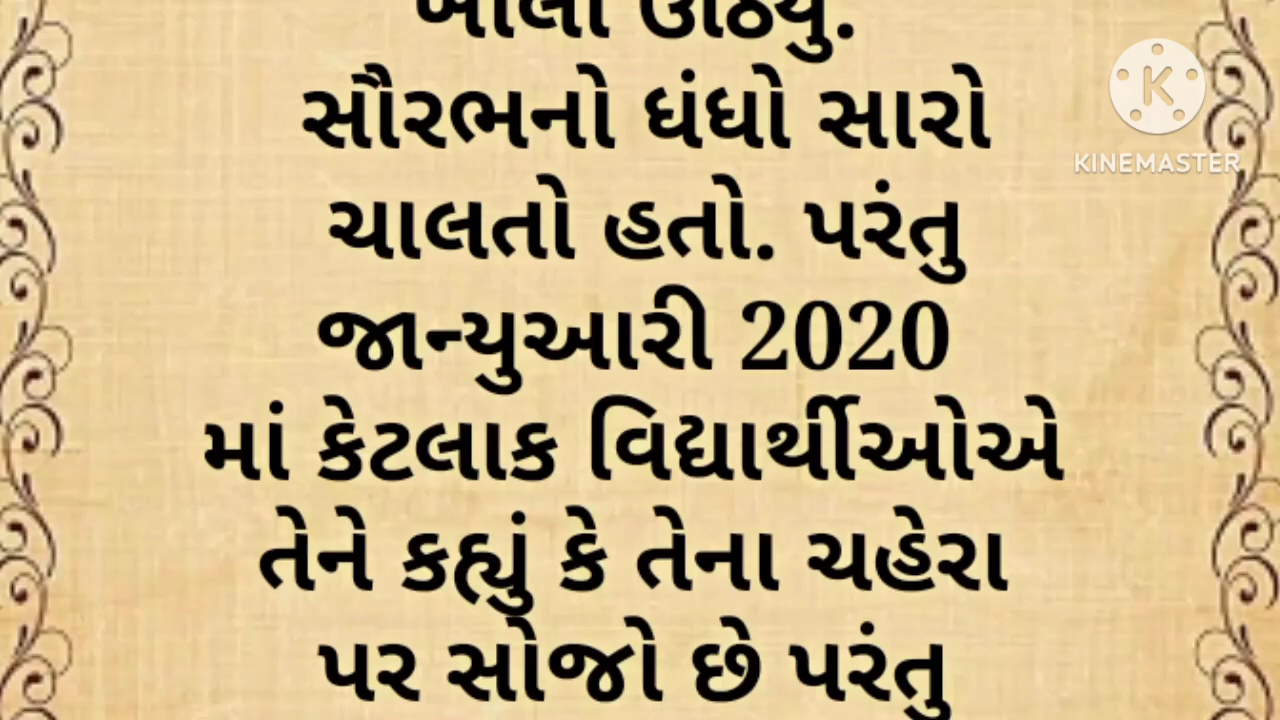 સૌરભનો ધંધો સારો
ચાલતો હતો. પરંતુ
જાન્યુઆરી 2020
માં કેટલાક વિદ્યાર્થીઓએ
તેને કહ્યું કે તેના ચહેરા
પર સોજો છે પરંતુ
K
KINEMASTER